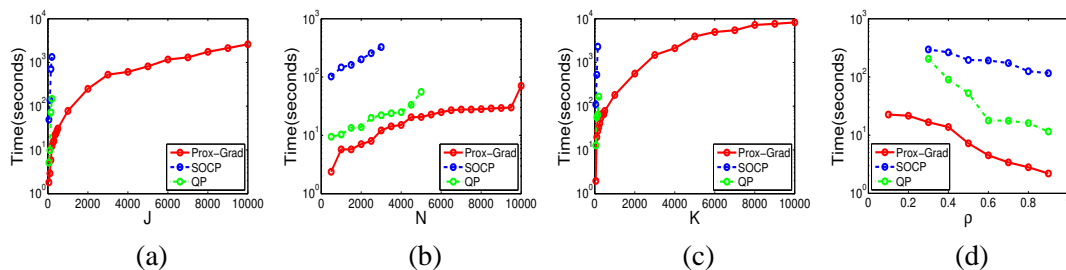 Time(seconds)
10^4
10^3
10^2
10^1
10^0
Prox-Grad
SOCP
QP
0 2000 4000 6000 8000 10000
J
(a)
Time(seconds)
10^3
10^2
10^1
10^0
Prox-Grad
SOCP
QP
0 2000 4000 6000 8000 10000
N
(b)
Time(seconds)
10^4
10^3
10^2
10^1
10^0
Prox-Grad
SOCP
QP
0 2000 4000 6000 8000 10000
K
(c)
Time(seconds)
10^3
10^2
10^1
10^0
Prox-Grad
SOCP
QP
0 0.2 0.4 0.6 0.8
ρ
(d)